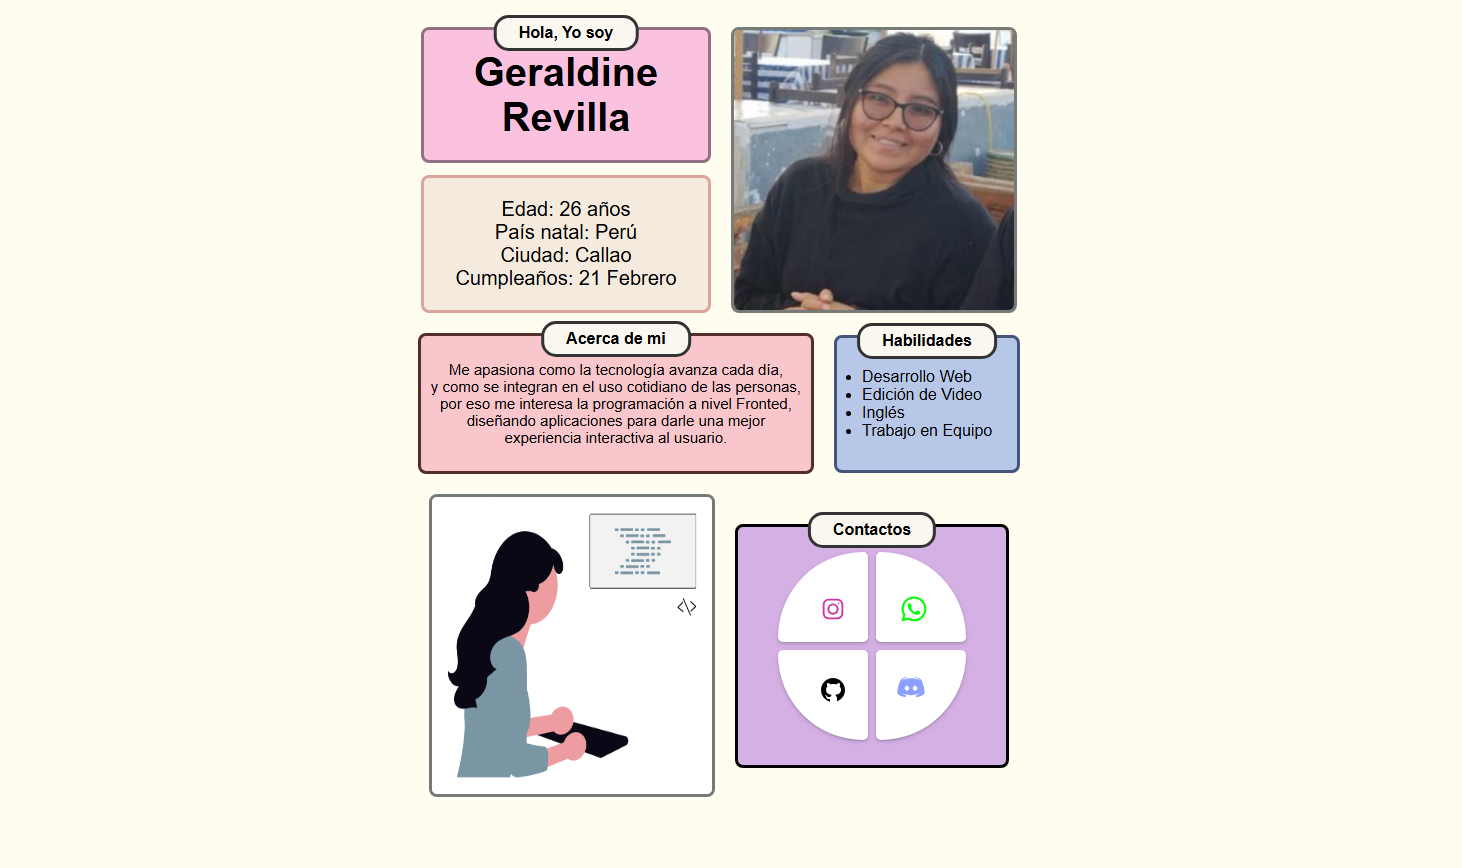 Hola, Yo soy
Geraldine
Revilla
Edad: 26 años
País natal: Perú
Ciudad: Callao
Cumpleaños: 21 Febrero
Acerca de mi
Me apasiona como la tecnología avanza cada día,
y como se integran en el uso cotidiano de las personas,
por eso me interesa la programación a nivel Fronted,
diseñando aplicaciones para darle una mejor
experiencia interactiva al usuario.
Habilidades
Desarrollo Web
Edición de Video
Inglés
Trabajo en Equipo
Contactos